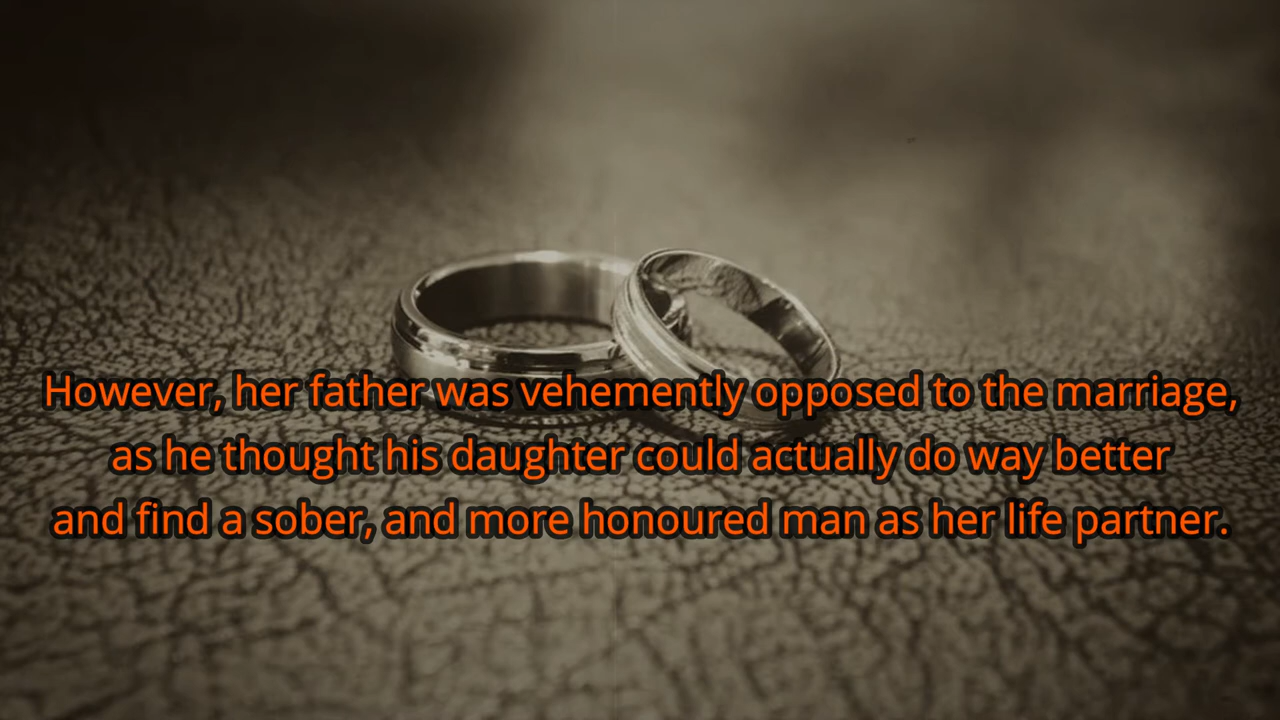 However, her father was vehemently opposed to the marriage,
as he thought his daughter could actually do way better
and find a sober, and more honoured man as her life partner.